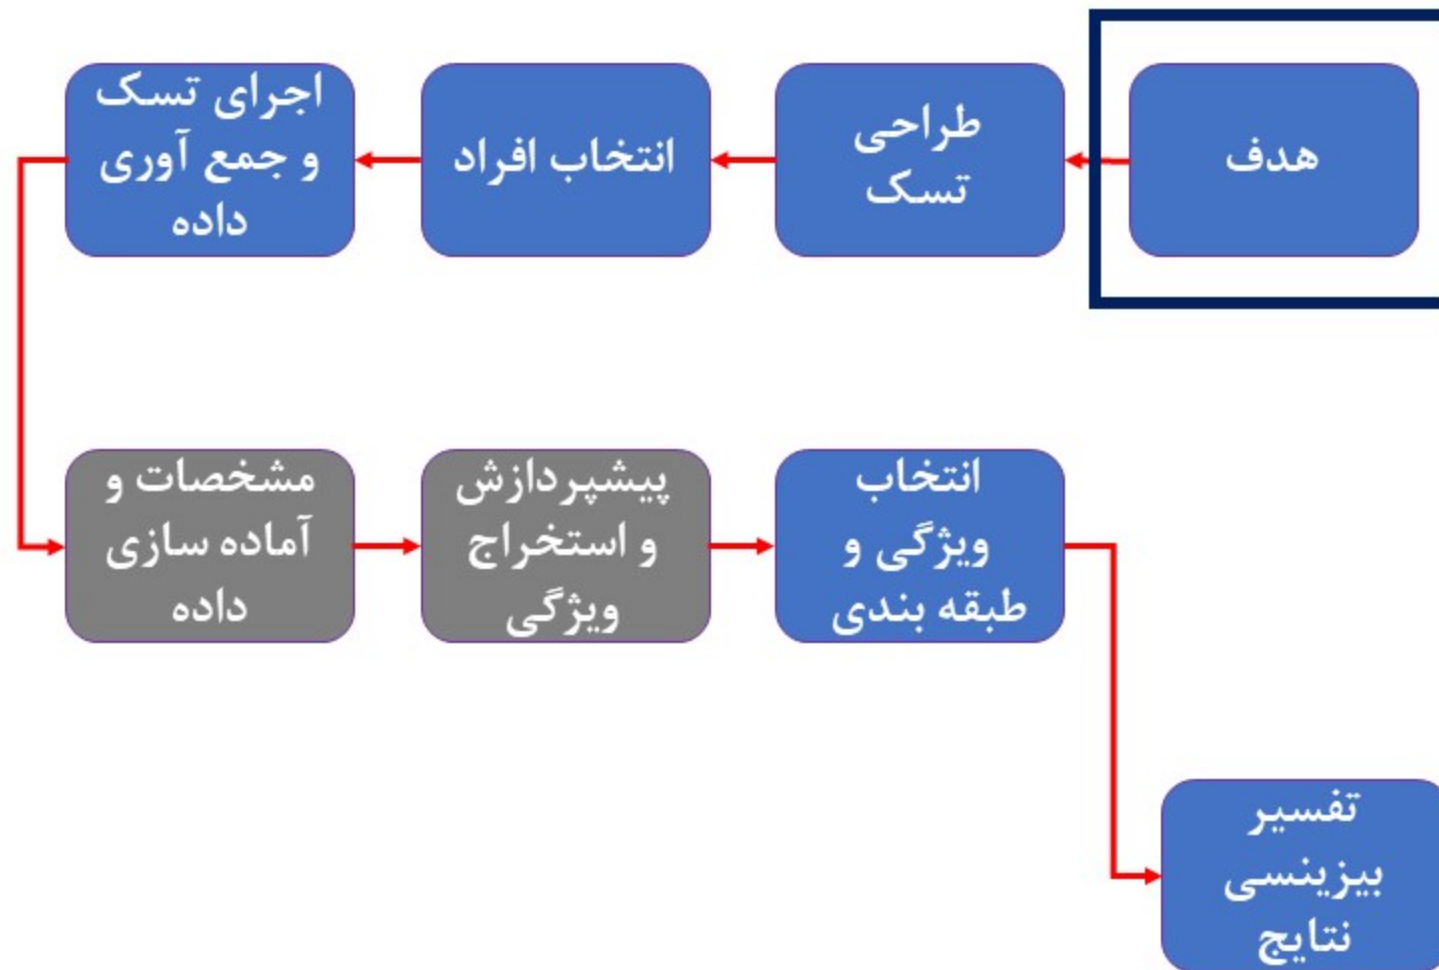 هدف
طراحی
تسک
انتخاب افراد
اجرای تسک
و جمع آوری
داده
مشخصات و
آماده سازی
داده
پیشپردازش
و استخراج
ویژگی
انتخاب
ویژگی و
طبقه بندی
تفسیر
بیزینسی
نتایج